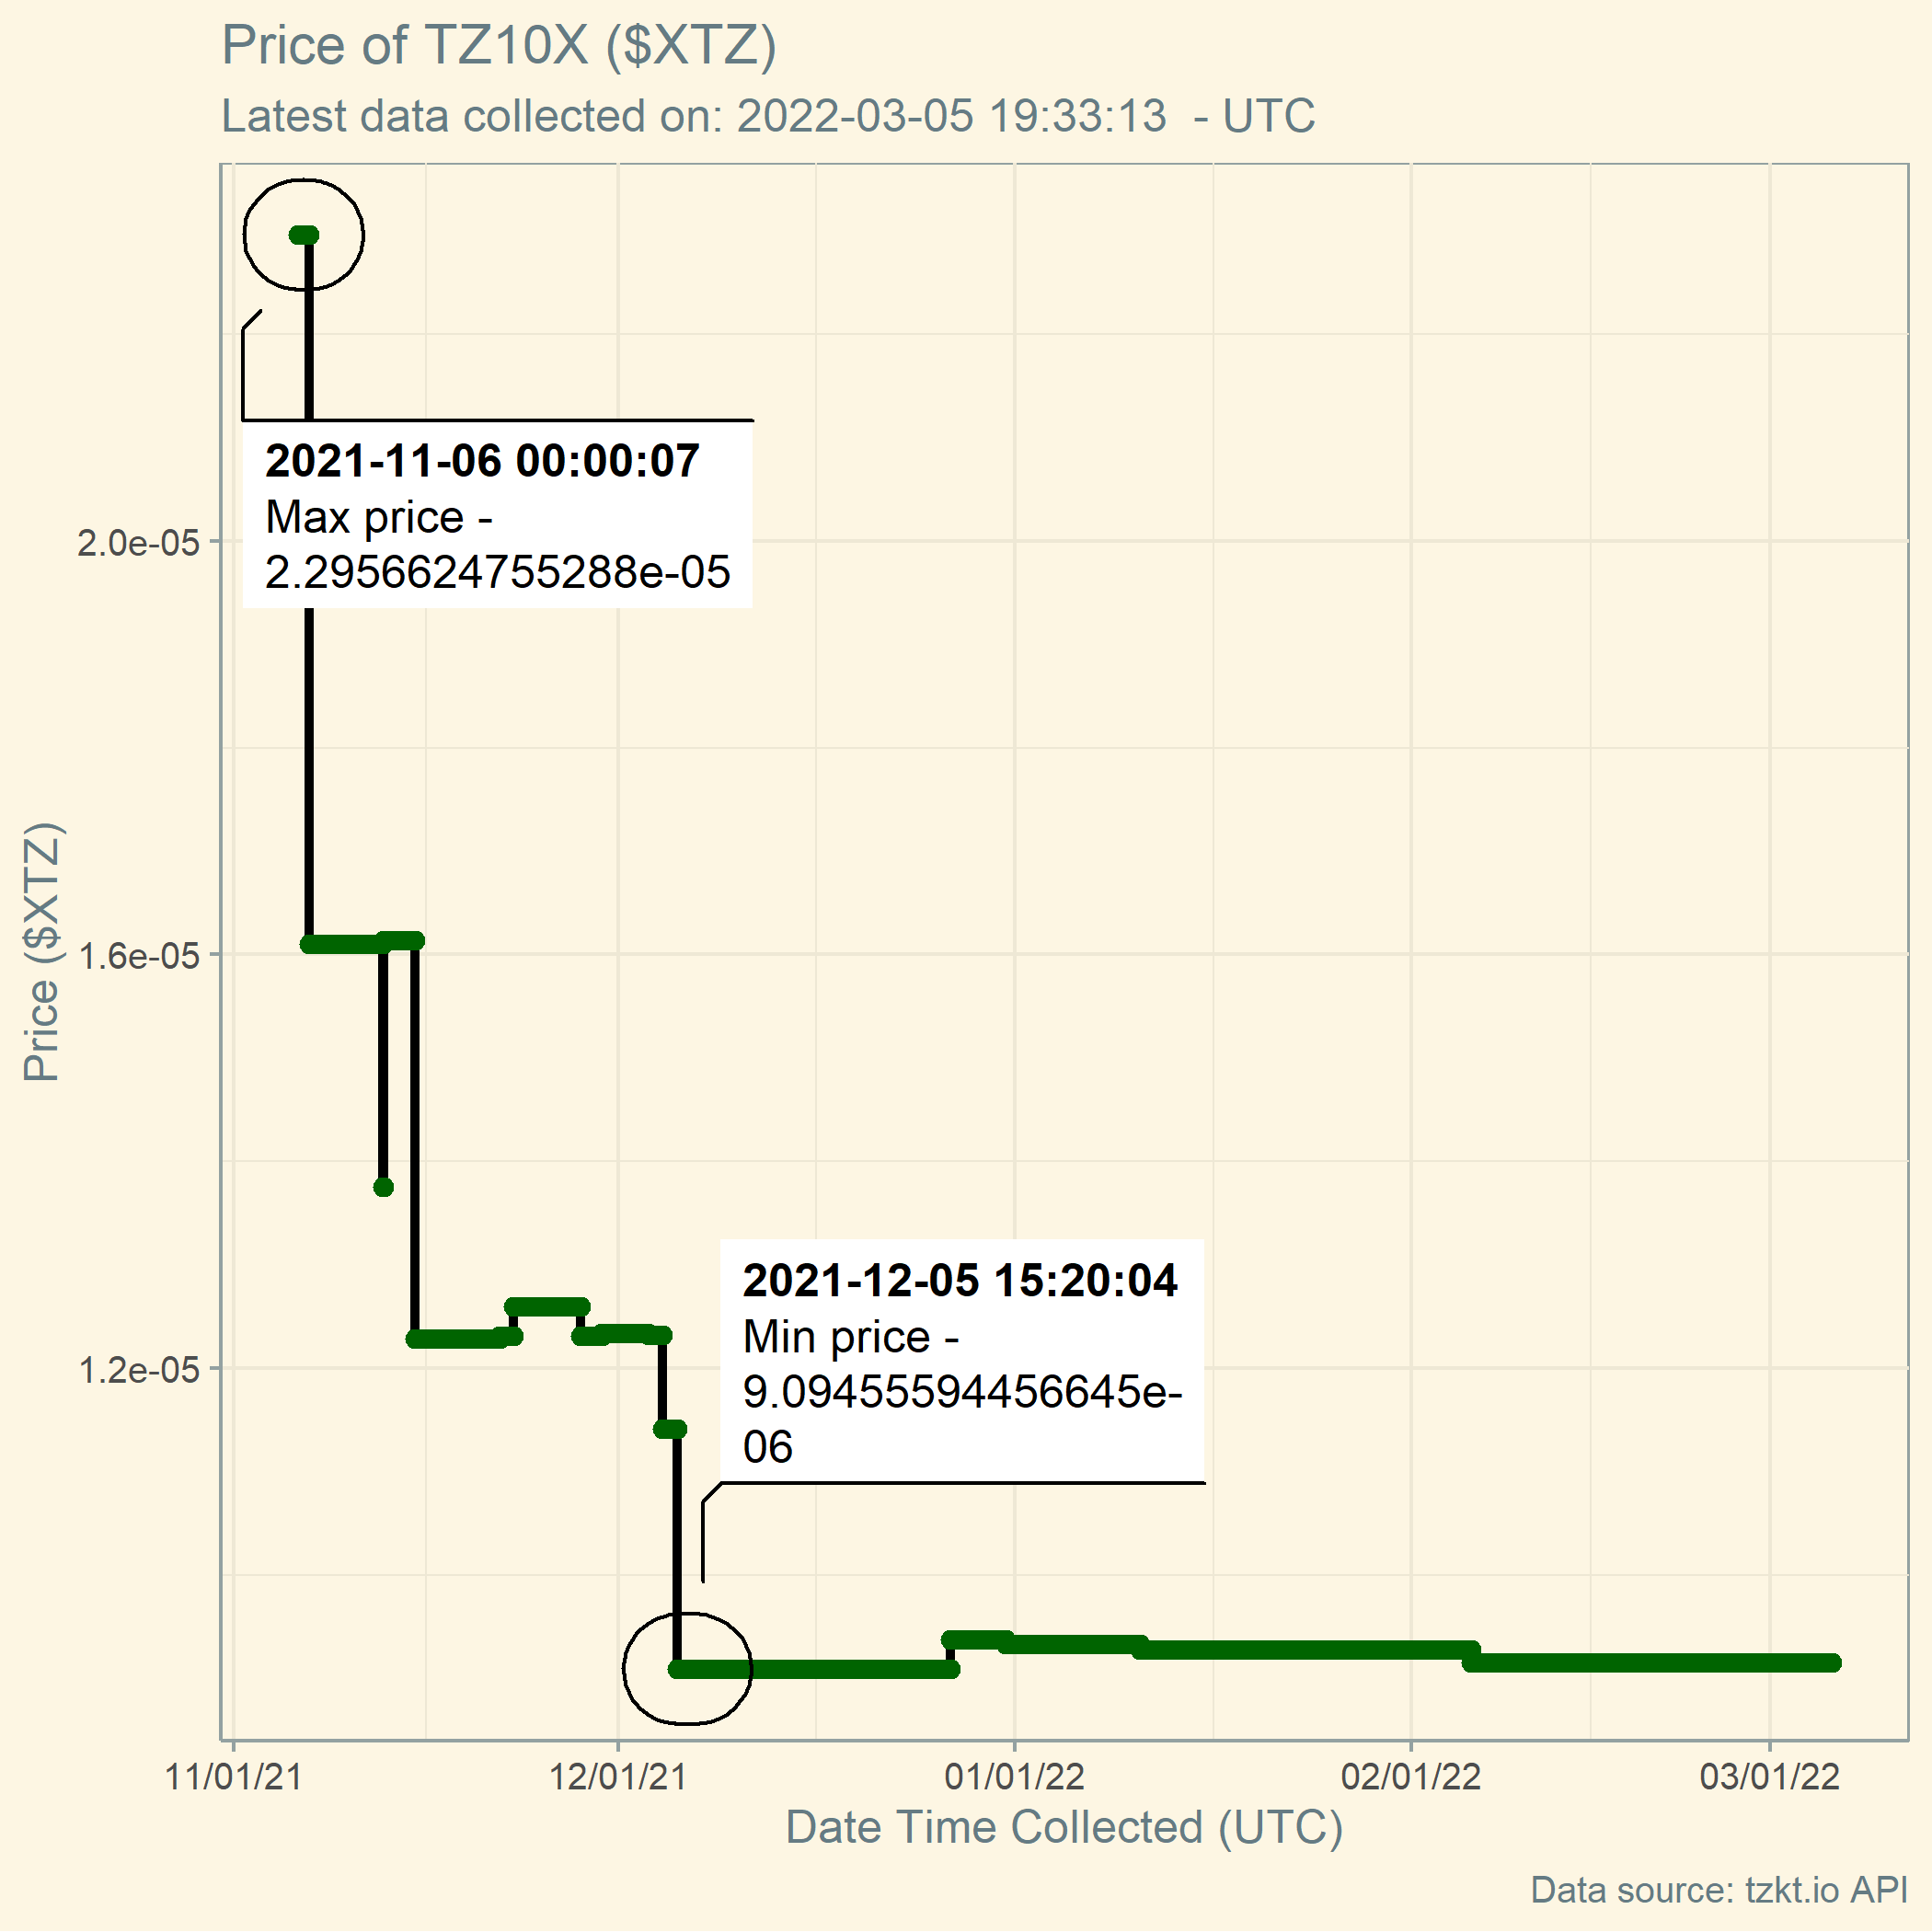 Price of TZ10X ($XTZ)
Latest data collected on: 2022-03-05 19:33:13  - UTC
2021-11-06 00:00:07
Max price -
2.2956624755288e-05
2.0e-05
1.6e-05
1.2e-05
Price ($XTZ)
2021-12-05 15:20:04
Min price -
9.09455594456645e-
06
11/01/21
12/01/21
01/01/22
02/01/22
03/01/22
Date Time Collected (UTC)
Data source: tzkt.io API